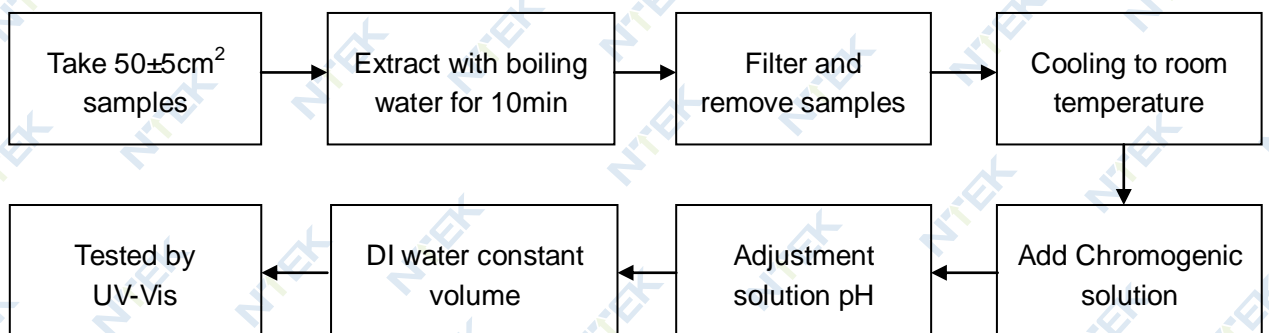 Take 50±5cm²
samples
Extract with boiling
water for 10min
Filter and
remove samples
Cooling to room
temperature
Add Chromogenic
solution
Adjustment
solution pH
DI water constant
volume
Tested by
UV-Vis
NTEK